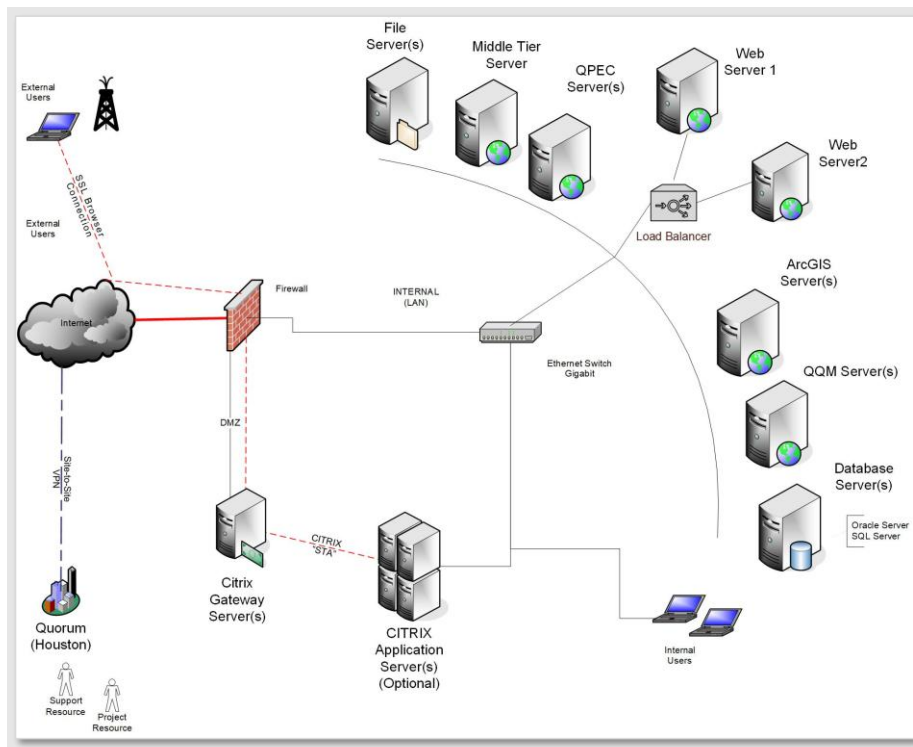 File
Server(s)
Middle Tier
Server
QPEC
Server(s)
Web
Server 1
External
Users
Web
Server2
SSL Browser
Connection
External
Users
Load Balancer
ArcGIS
Server(s)
Internet
Firewall
INTERNAL
(LAN)
Ethernet Switch
Gigabit
QQM Server(s)
DMZ
Site-to-Site
VPN
Database
Server(s)
Oracle Server
SQL Server
CITRIX
"STA"
Citrix
Gateway
Server(s)
CITRIX
Application
Server(s)
(Optional)
Quorum
(Houston)
Internal
Users
Support
Resource
Project
Resource